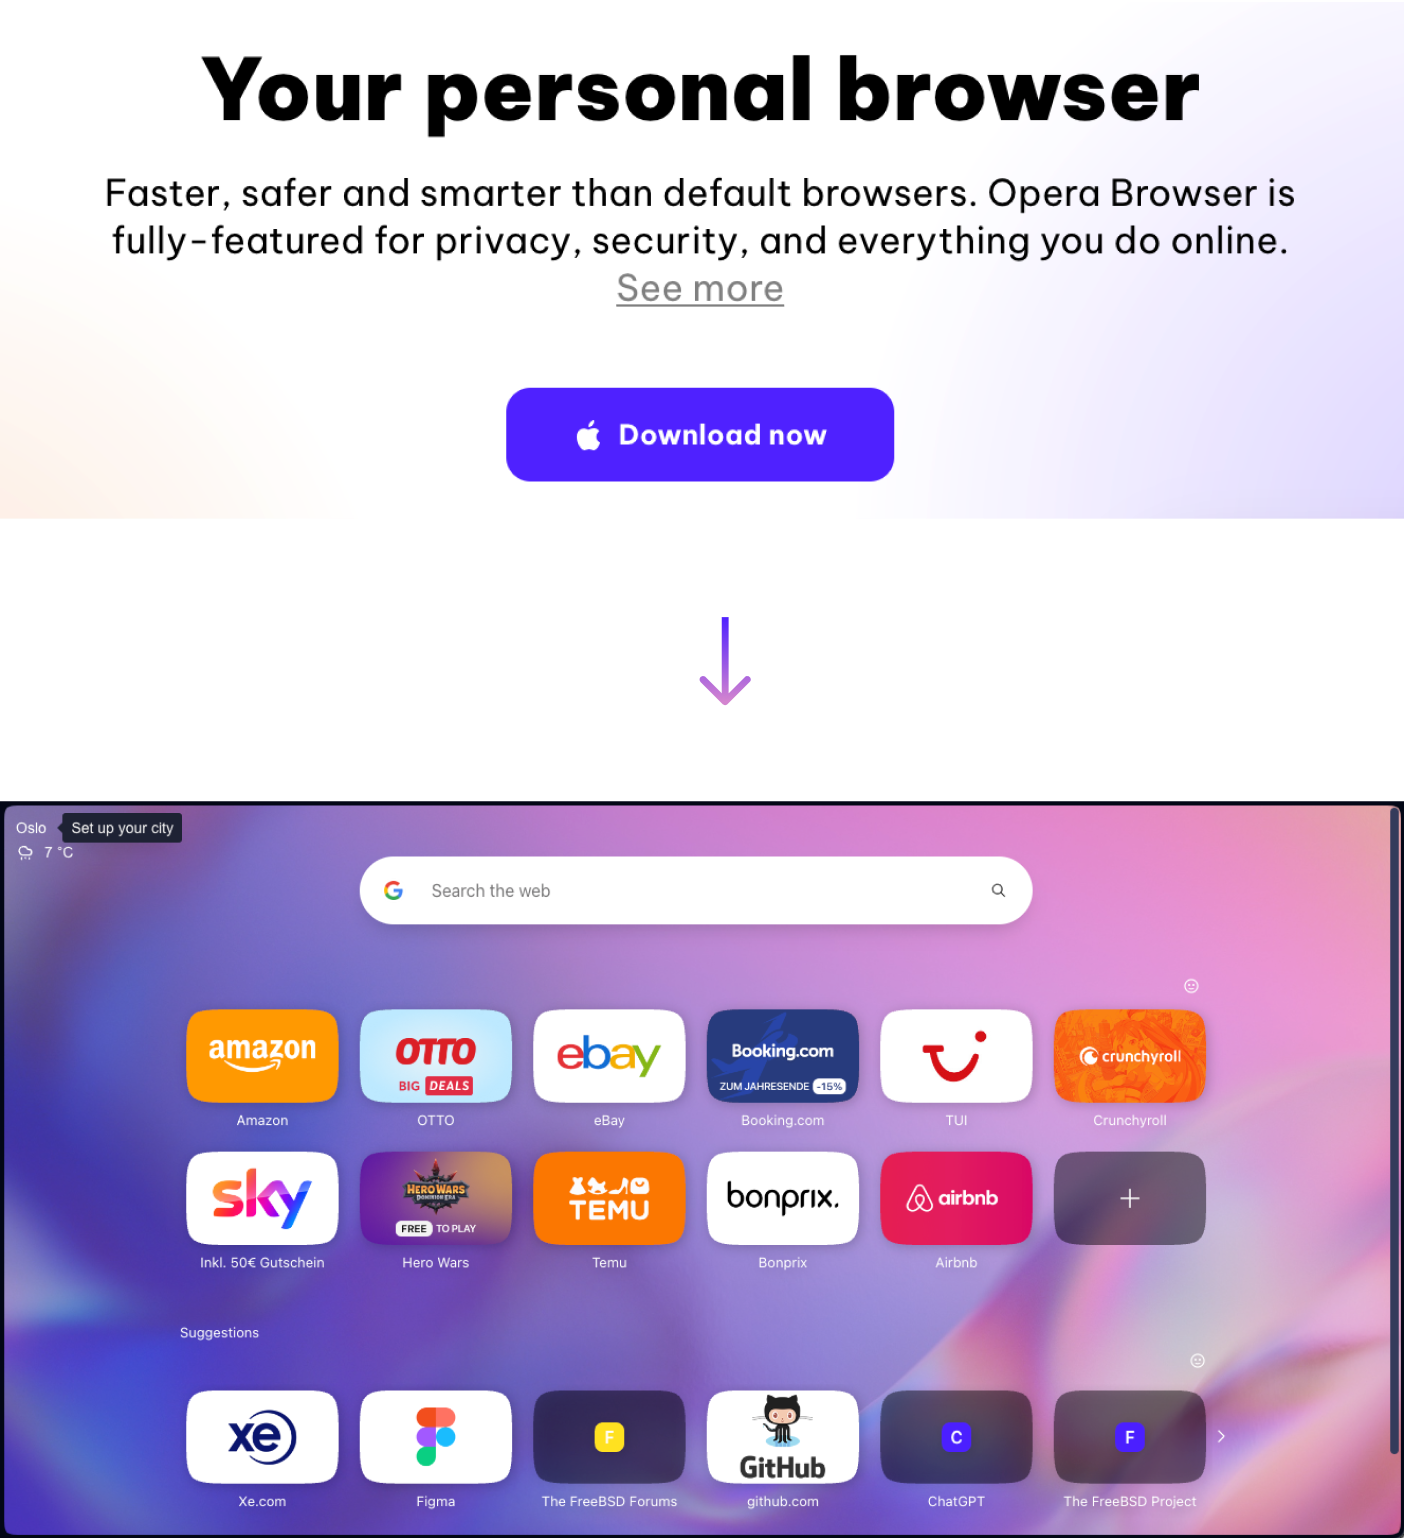 Your personal browser
Faster, safer and smarter than default browsers. Opera Browser is
fully-featured for privacy, security, and everything you do online.
See more
Download now
Oslo
Set up your city
7 °C
Search the web
amazon
OTTO
BIG DEALS
ebay
Booking.com
ZUM JAHRESENDE -15%
crunchyroll
Amazon
OTTO
eBay
Booking.com
TUI
Crunchyroll
sky
HERO WARS
DOMINION ERA
FREE TO PLAY
TEMU
bonprix.
airbnb
Inkl. 50€ Gutschein
Hero Wars
Temu
Bonprix
Airbnb
Suggestions
xe
F
GitHub
C
F
Xe.com
Figma
The FreeBSD Forums
github.com
ChatGPT
The FreeBSD Project